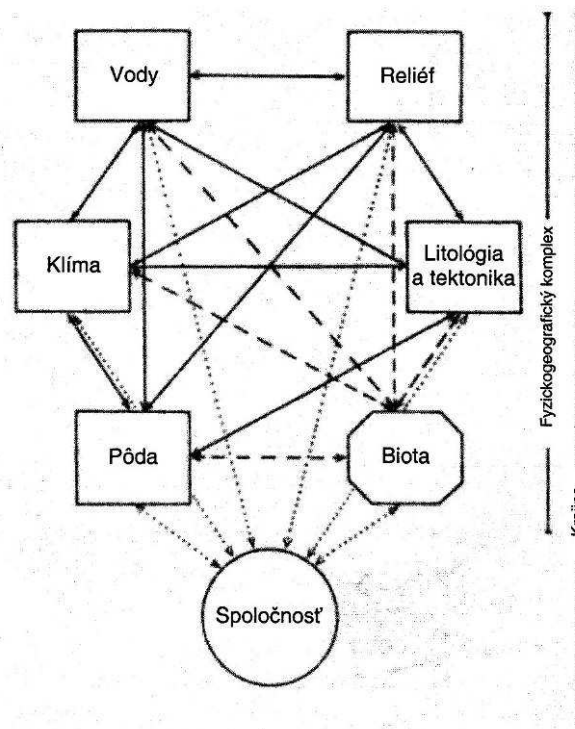 Vody
Reliéf
Klíma
Litológia
a tektonika
Pôda
Biota
Spoločnosť
Fyzickogeografický komplex